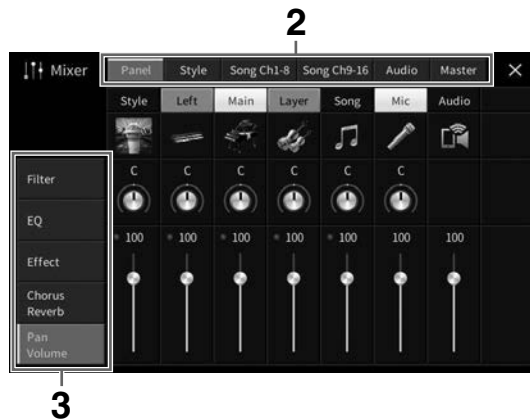 2
Mixer
Panel Style Song Ch1-8 Song Ch9-16 Audio Master ×
Style Left Main Layer Song Mic Audio
Filter
EQ
Effect
Chorus
Reverb
Pan
Volume
C C C C C C
100 100 100 100 100 100 100
3